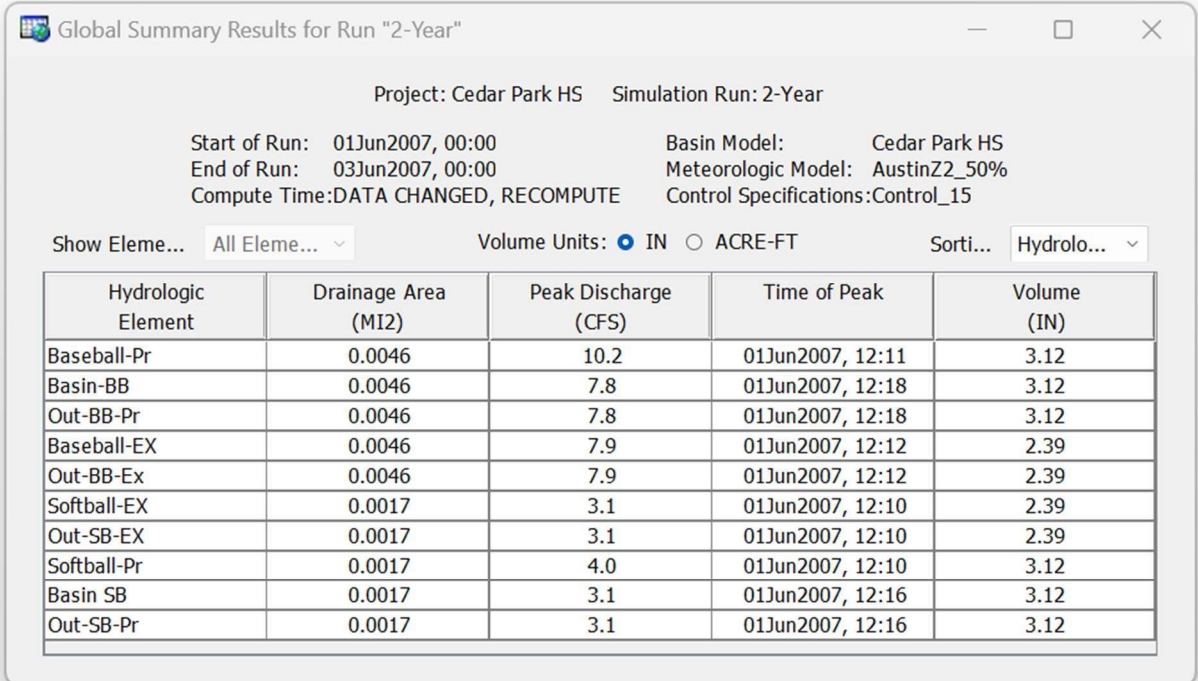 Global Summary Results for Run "2-Year"
Project: Cedar Park HS Simulation Run: 2-Year
Start of Run: 01Jun2007, 00:00 Basin Model: Cedar Park HS
End of Run: 03Jun2007, 00:00 Meteorologic Model: AustinZ2_50%
Compute Time:DATA CHANGED, RECOMPUTE Control Specifications:Control_15
Show Eleme... All Eleme... Volume Units: IN ACRE-FT Sorti... Hydrolo...
Hydrologic Drainage Area Peak Discharge Time of Peak Volume
Element (MI2) (CFS) (IN)
Baseball-Pr 0.0046 10.2 01Jun2007, 12:11 3.12
Basin-BB 0.0046 7.8 01Jun2007, 12:18 3.12
Out-BB-Pr 0.0046 7.8 01Jun2007, 12:18 3.12
Baseball-EX 0.0046 7.9 01Jun2007, 12:12 2.39
Out-BB-Ex 0.0046 7.9 01Jun2007, 12:12 2.39
Softball-EX 0.0017 3.1 01Jun2007, 12:10 2.39
Out-SB-EX 0.0017 3.1 01Jun2007, 12:10 2.39
Softball-Pr 0.0017 4.0 01Jun2007, 12:10 3.12
Basin SB 0.0017 3.1 01Jun2007, 12:16 3.12
Out-SB-Pr 0.0017 3.1 01Jun2007, 12:16 3.12